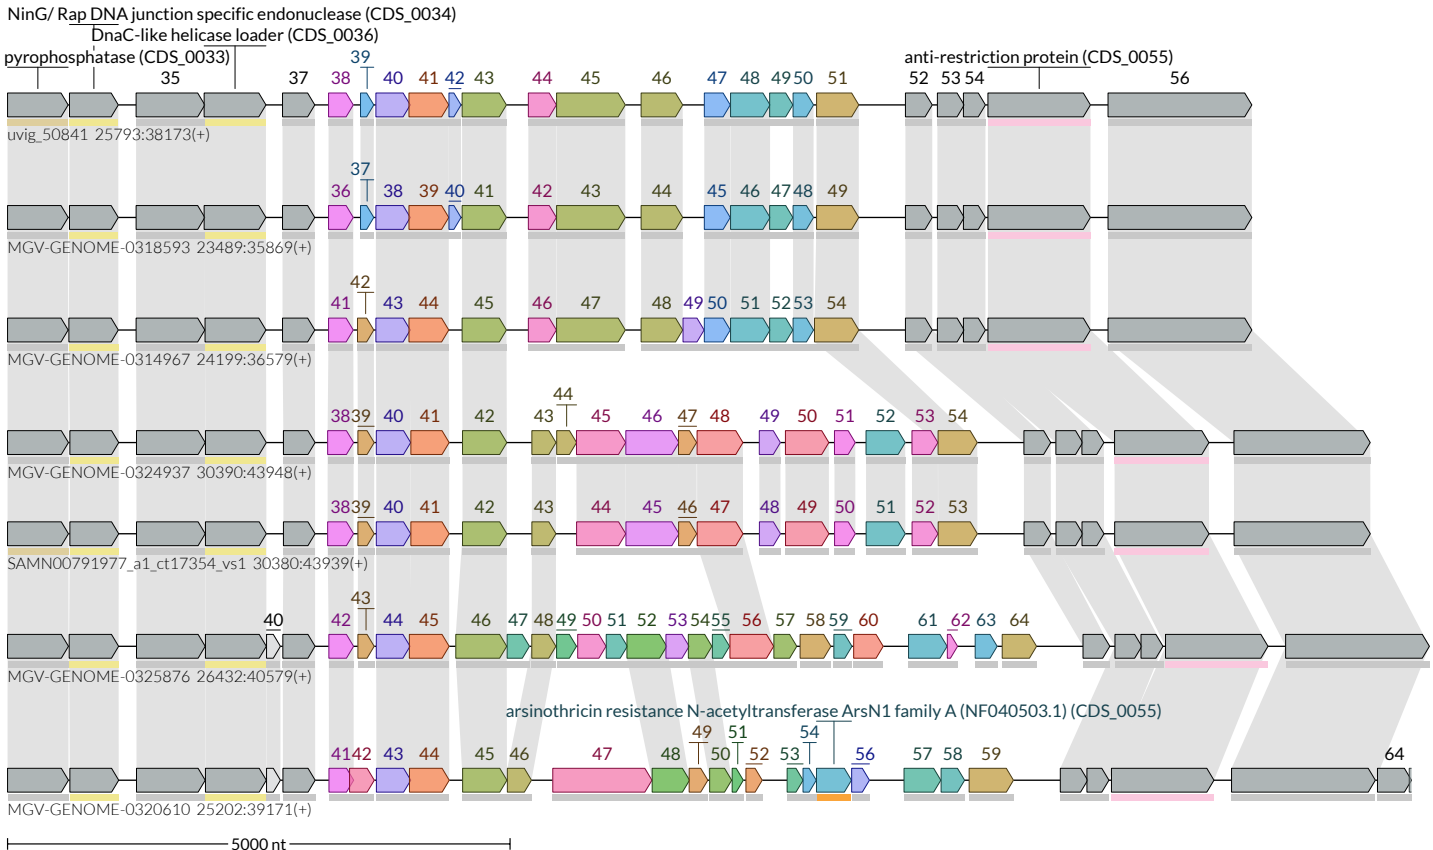 NinG/ Rap DNA junction specific endonuclease (CDS_0034)
DnaC-like helicase loader (CDS_0036)
pyrophosphatase (CDS_0033)
anti-restriction protein (CDS_0055)
35 37 38 39 40 41 42 43 44 45 46 47 48 49 50 51 52 53 54 56
uvig_50841 25793:38173(+)
36 37 38 39 40 41 42 43 44 45 46 47 48 49
MGV-GENOME-0318593 23489:35869(+)
41 42 43 44 45 46 47 48 49 50 51 52 53 54
MGV-GENOME-0314967 24199:36579(+)
38 39 40 41 42 43 44 45 46 47 48 49 50 51 52 53 54
MGV-GENOME-0324937 30390:43948(+)
38 39 40 41 42 43 44 45 46 47 48 49 50 51 52 53
SAMN00791977_a1_ct17354_vs1 30380:43939(+)
40 42 43 44 45 46 47 48 49 50 51 52 53 54 55 56 57 58 59 60 61 62 63 64
MGV-GENOME-0325876 26432:40579(+)
arsinothricin resistance N-acetyltransferase ArsN1 family A (NF040503.1) (CDS_0055)
41 42 43 44 45 46 47 48 49 50 51 52 53 54 56 57 58 59 64
MGV-GENOME-0320610 25202:39171(+)
5000 nt